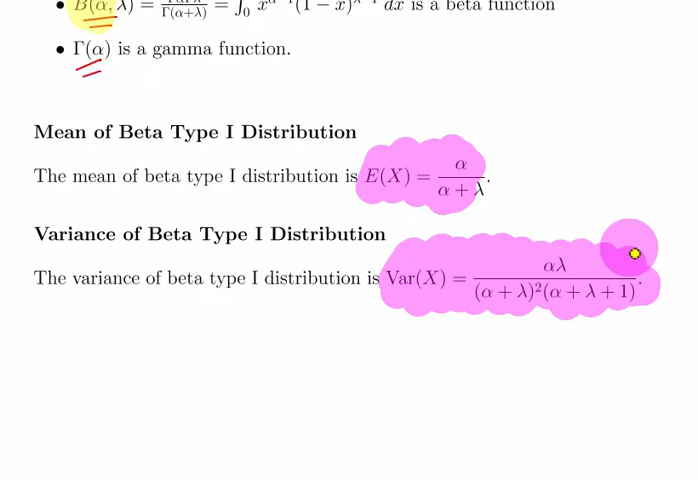 • B(α, λ) = ΓαΓλ/Γ(α+λ) = ∫₀ x^(α−1)(1 − x)^(λ−1) dx is a beta function
• Γ(α) is a gamma function.
Mean of Beta Type I Distribution
The mean of beta type I distribution is E(X) = α/(α + λ).
Variance of Beta Type I Distribution
The variance of beta type I distribution is Var(X) = αλ/((α + λ)²(α + λ + 1)).